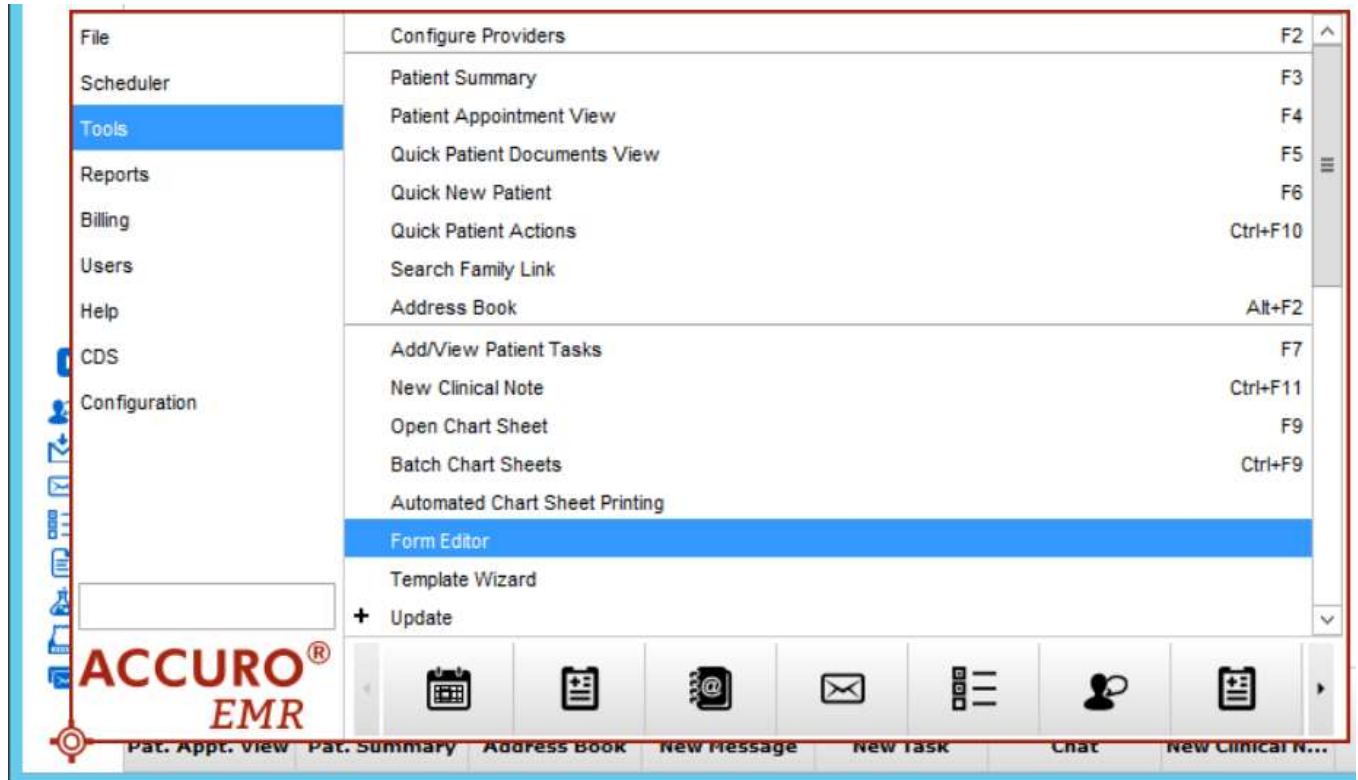 File
Scheduler
Tools
Reports
Billing
Users
Help
CDS
Configuration
Configure Providers F2
Patient Summary F3
Patient Appointment View F4
Quick Patient Documents View F5
Quick New Patient F6
Quick Patient Actions Ctrl+F10
Search Family Link
Address Book Alt+F2
Add/View Patient Tasks F7
New Clinical Note Ctrl+F11
Open Chart Sheet F9
Batch Chart Sheets Ctrl+F9
Automated Chart Sheet Printing
Form Editor
Template Wizard
+ Update
ACCURO®
EMR
Pat. Appt. View Pat. Summary Address Book New Message New Task Chat New Clinical N...